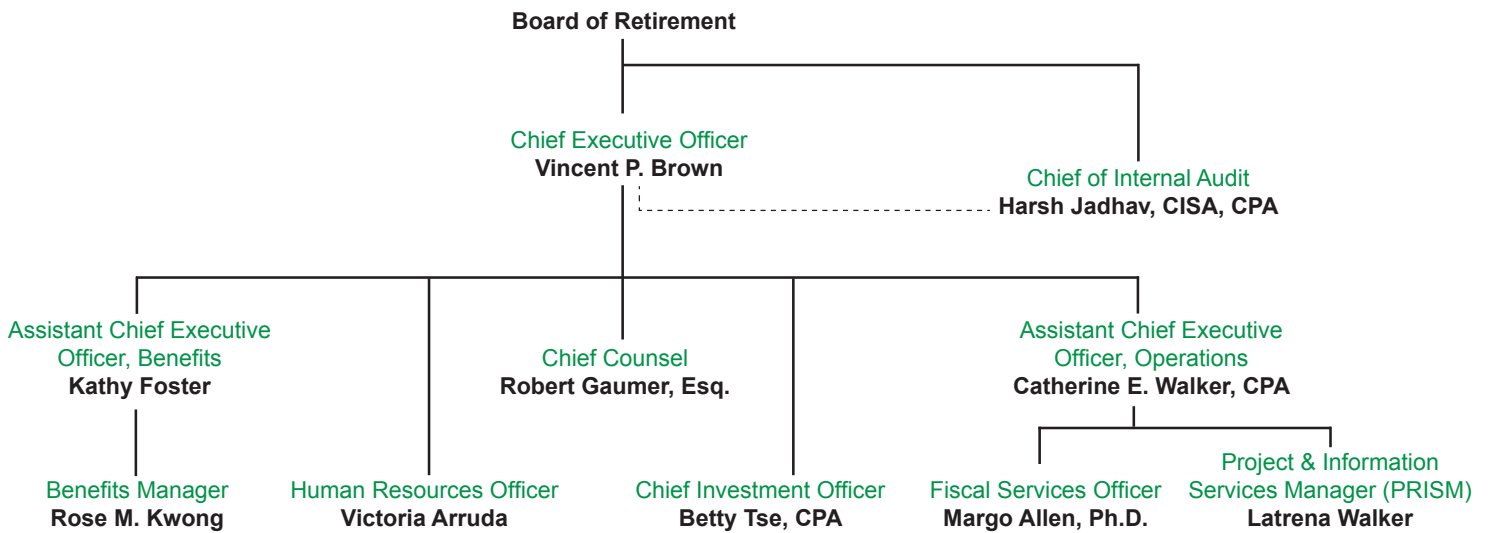 Board of Retirement
Chief Executive Officer
Vincent P. Brown
Chief of Internal Audit
Harsh Jadhav, CISA, CPA
Assistant Chief Executive
Officer, Benefits
Kathy Foster
Chief Counsel
Robert Gaumer, Esq.
Assistant Chief Executive
Officer, Operations
Catherine E. Walker, CPA
Benefits Manager
Rose M. Kwong
Human Resources Officer
Victoria Arruda
Chief Investment Officer
Betty Tse, CPA
Fiscal Services Officer
Margo Allen, Ph.D.
Project & Information
Services Manager (PRISM)
Latrena Walker